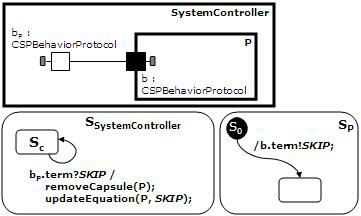 SystemController
bP :
CSPBehaviorProtocol
P
b :
CSPBehaviorProtocol
SSystemController
Sc
bP.term?SKIP /
removeCapsule(P);
updateEquation(P, SKIP);
SP
S0
/b.term!SKIP;